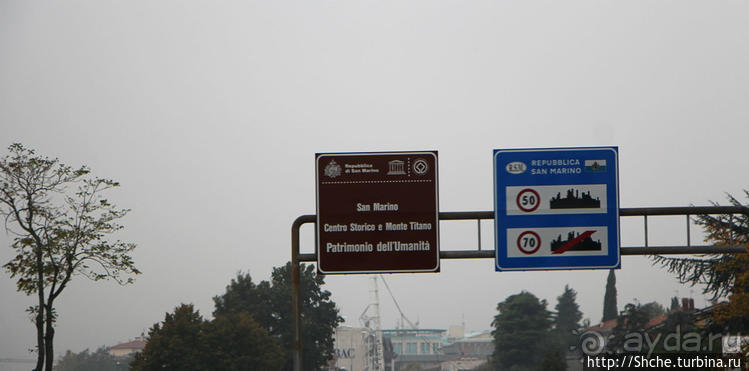 Repubblica
di San Marino
San Marino
Centro Storico e Monte Titano
Patrimonio dell'Umanità
RSM
REPUBBLICA
SAN MARINO
50
70
BAC
ayda.ru
http://Shche.turbina.ru/